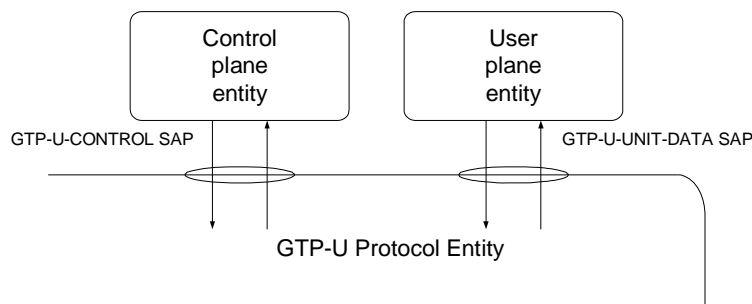 Control
plane
entity
User
plane
entity
GTP-U-CONTROL SAP
GTP-U-UNIT-DATA SAP
GTP-U Protocol Entity